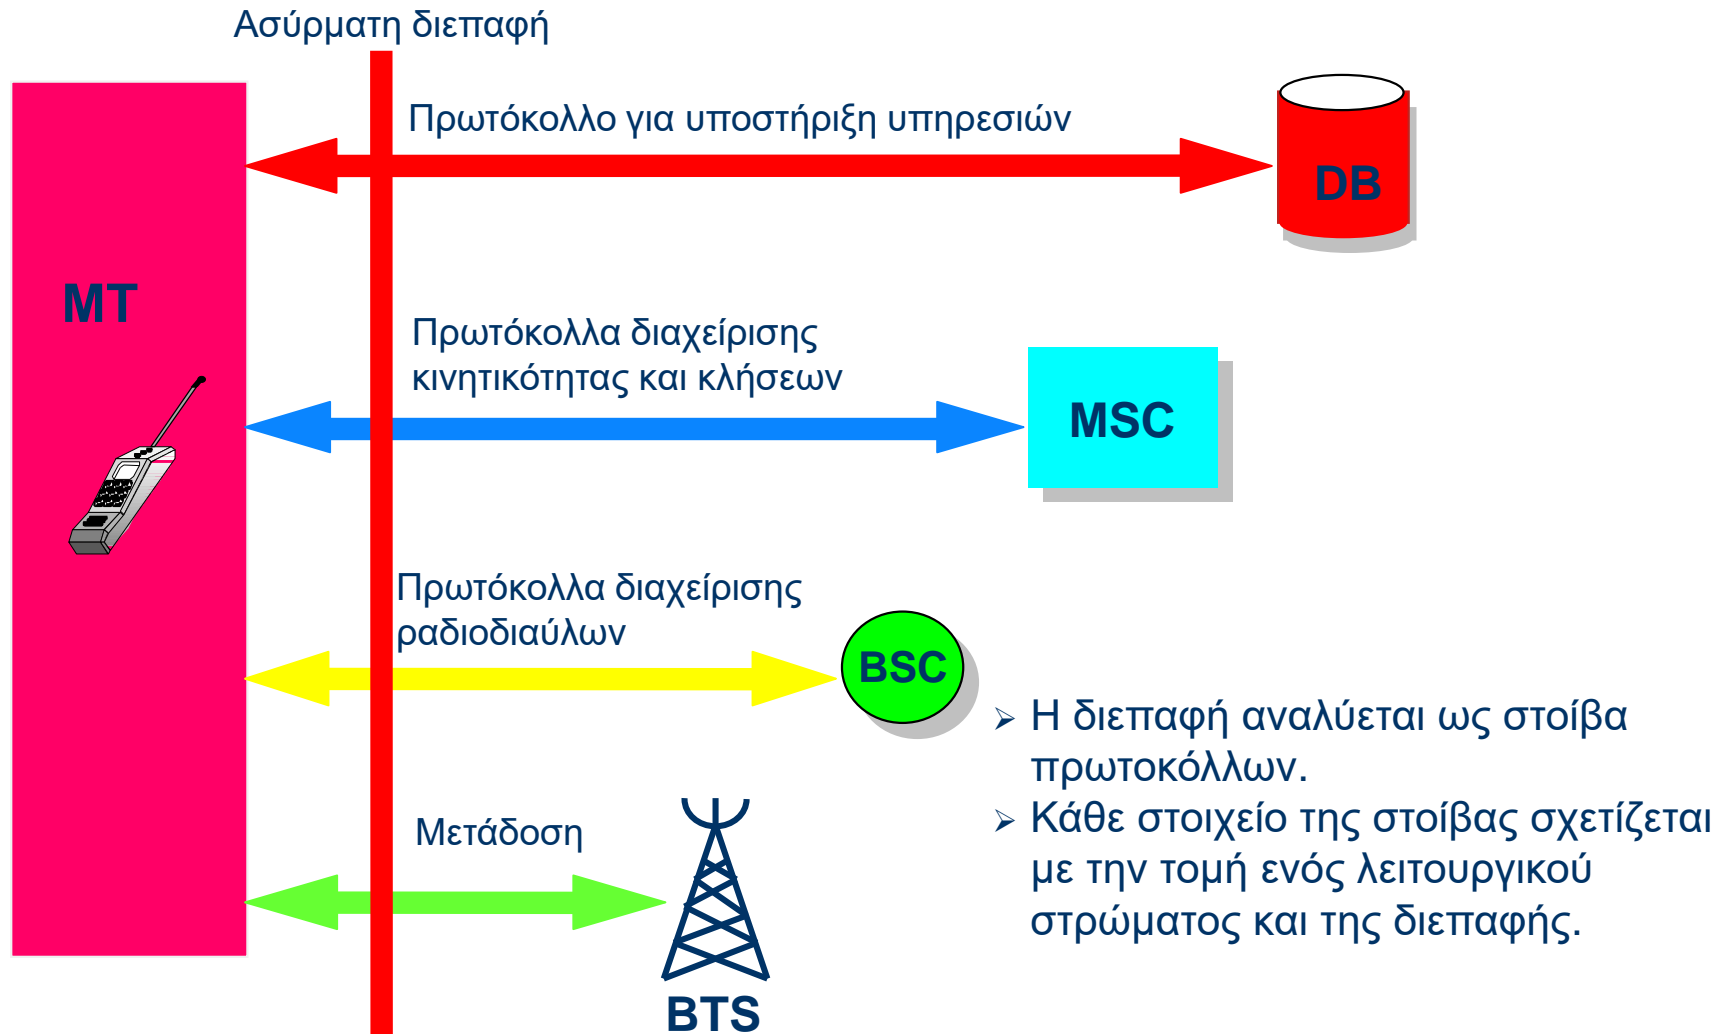 Ασύρματη διεπαφή
Πρωτόκολλο για υποστήριξη υπηρεσιών
DB
MT
Πρωτόκολλα διαχείρισης
κινητικότητας και κλήσεων
MSC
Πρωτόκολλα διαχείρισης
ραδιοδιαύλων
BSC
➢ Η διεπαφή αναλύεται ως στοίβα
πρωτοκόλλων.
➢ Κάθε στοιχείο της στοίβας σχετίζεται
με την τομή ενός λειτουργικού
στρώματος και της διεπαφής.
Μετάδοση
BTS